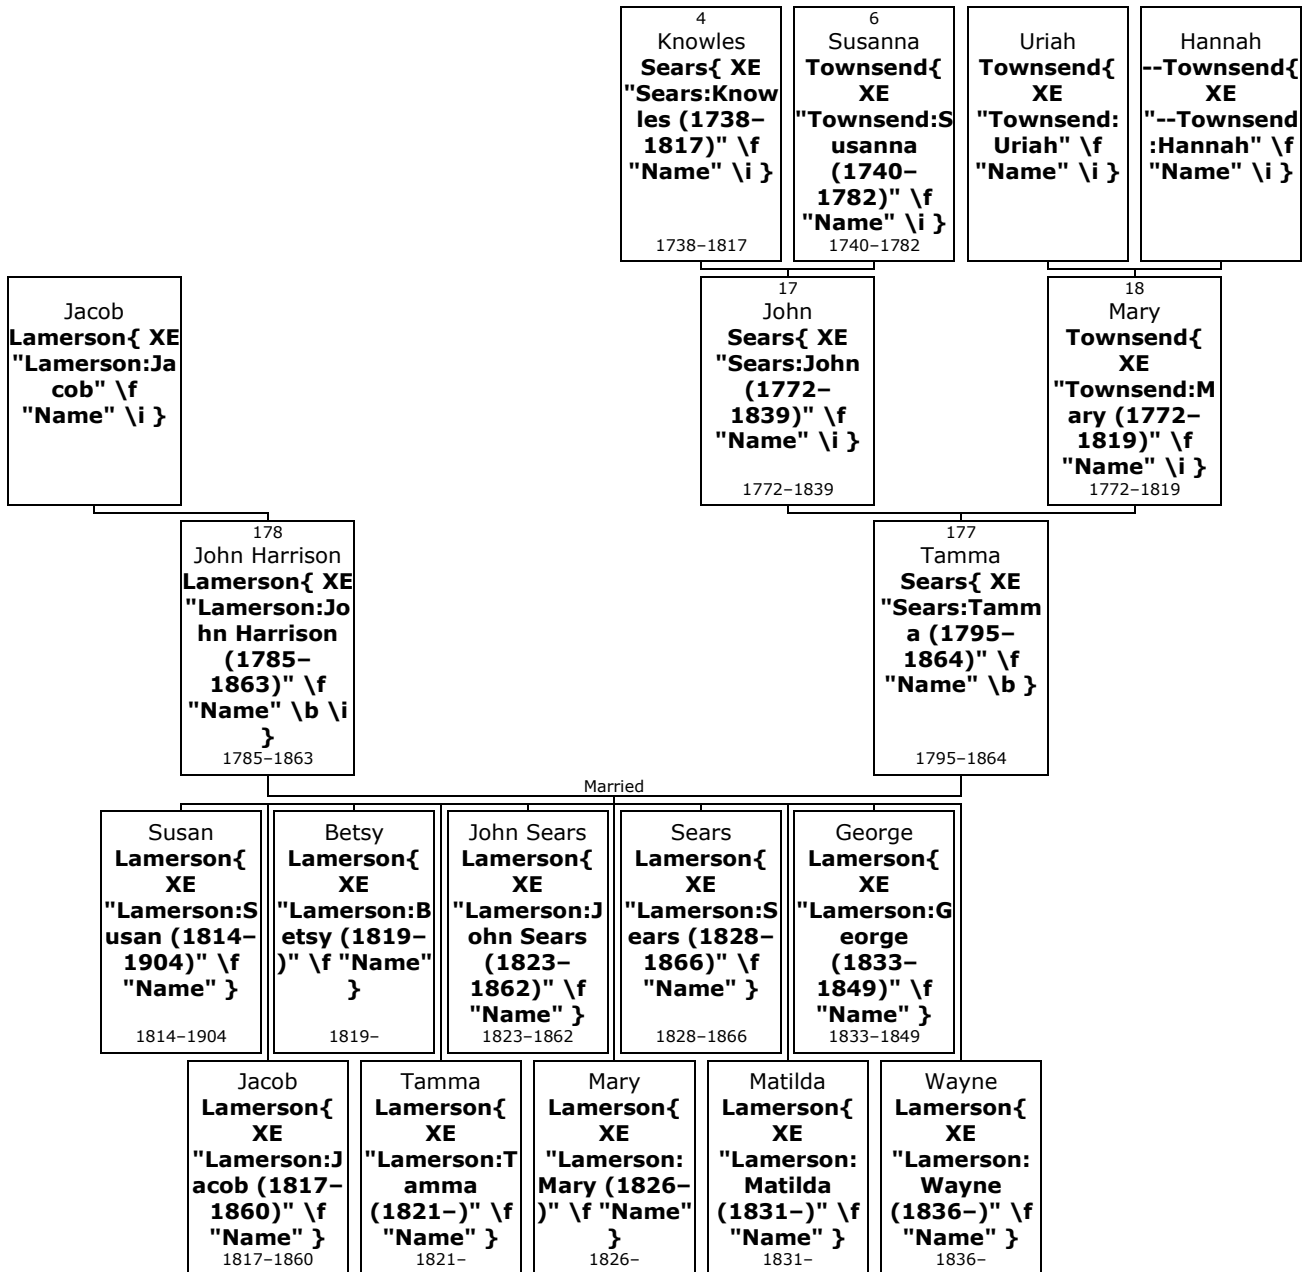 4
Knowles
Sears{ XE
"Sears:Know
les (1738–
1817)" \f
"Name" \i }
1738–1817
6
Susanna
Townsend{
XE
"Townsend:S
usanna
(1740–
1782)" \f
"Name" \i }
1740–1782
Uriah
Townsend{
XE
"Townsend:
Uriah" \f
"Name" \i }
Hannah
--Townsend{
XE
"--Townsend
:Hannah" \f
"Name" \i }
Jacob
Lamerson{ XE
"Lamerson:Ja
cob" \f
"Name" \i }
17
John
Sears{ XE
"Sears:John
(1772–
1839)" \f
"Name" \i }
1772–1839
18
Mary
Townsend{
XE
"Townsend:M
ary (1772–
1819)" \f
"Name" \i }
1772–1819
178
John Harrison
Lamerson{ XE
"Lamerson:Jo
hn Harrison
(1785–
1863)" \f
"Name" \b \i
}
1785–1863
177
Tamma
Sears{ XE
"Sears:Tamm
a (1795–
1864)" \f
"Name" \b }
1795–1864
Married
Susan
Lamerson{
XE
"Lamerson:S
usan (1814–
1904)" \f
"Name" }
1814–1904
Betsy
Lamerson{
XE
"Lamerson:B
etsy (1819–
)" \f "Name"
}
1819–
John Sears
Lamerson{
XE
"Lamerson:J
ohn Sears
(1823–
1862)" \f
"Name" }
1823–1862
Sears
Lamerson{
XE
"Lamerson:S
ears (1828–
1866)" \f
"Name" }
1828–1866
George
Lamerson{
XE
"Lamerson:G
eorge
(1833–
1849)" \f
"Name" }
1833–1849
Jacob
Lamerson{
XE
"Lamerson:J
acob (1817–
1860)" \f
"Name" }
1817–1860
Tamma
Lamerson{
XE
"Lamerson:T
amma
(1821–)" \f
"Name" }
1821–
Mary
Lamerson{
XE
"Lamerson:
Mary (1826–
)" \f "Name"
}
1826–
Matilda
Lamerson{
XE
"Lamerson:
Matilda
(1831–)" \f
"Name" }
1831–
Wayne
Lamerson{
XE
"Lamerson:
Wayne
(1836–)" \f
"Name" }
1836–